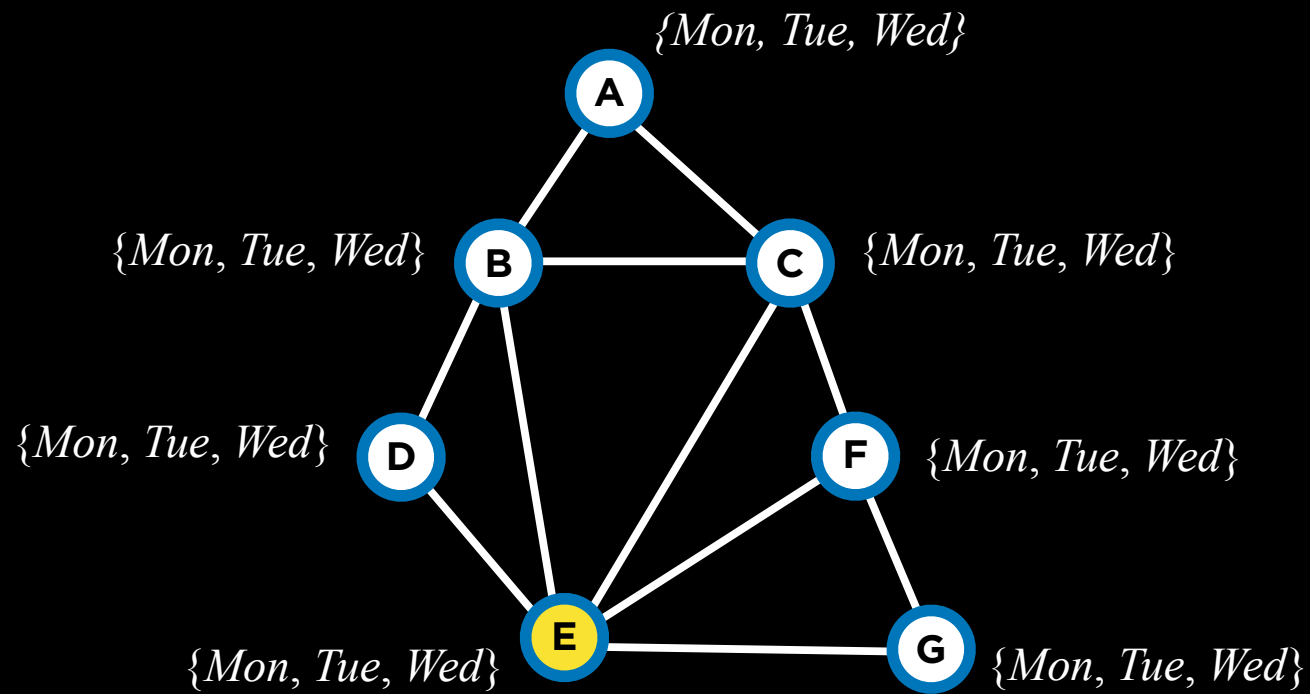 {Mon, Tue, Wed}
A
{Mon, Tue, Wed}
B
C
{Mon, Tue, Wed}
{Mon, Tue, Wed}
D
F
{Mon, Tue, Wed}
{Mon, Tue, Wed}
E
G
{Mon, Tue, Wed}